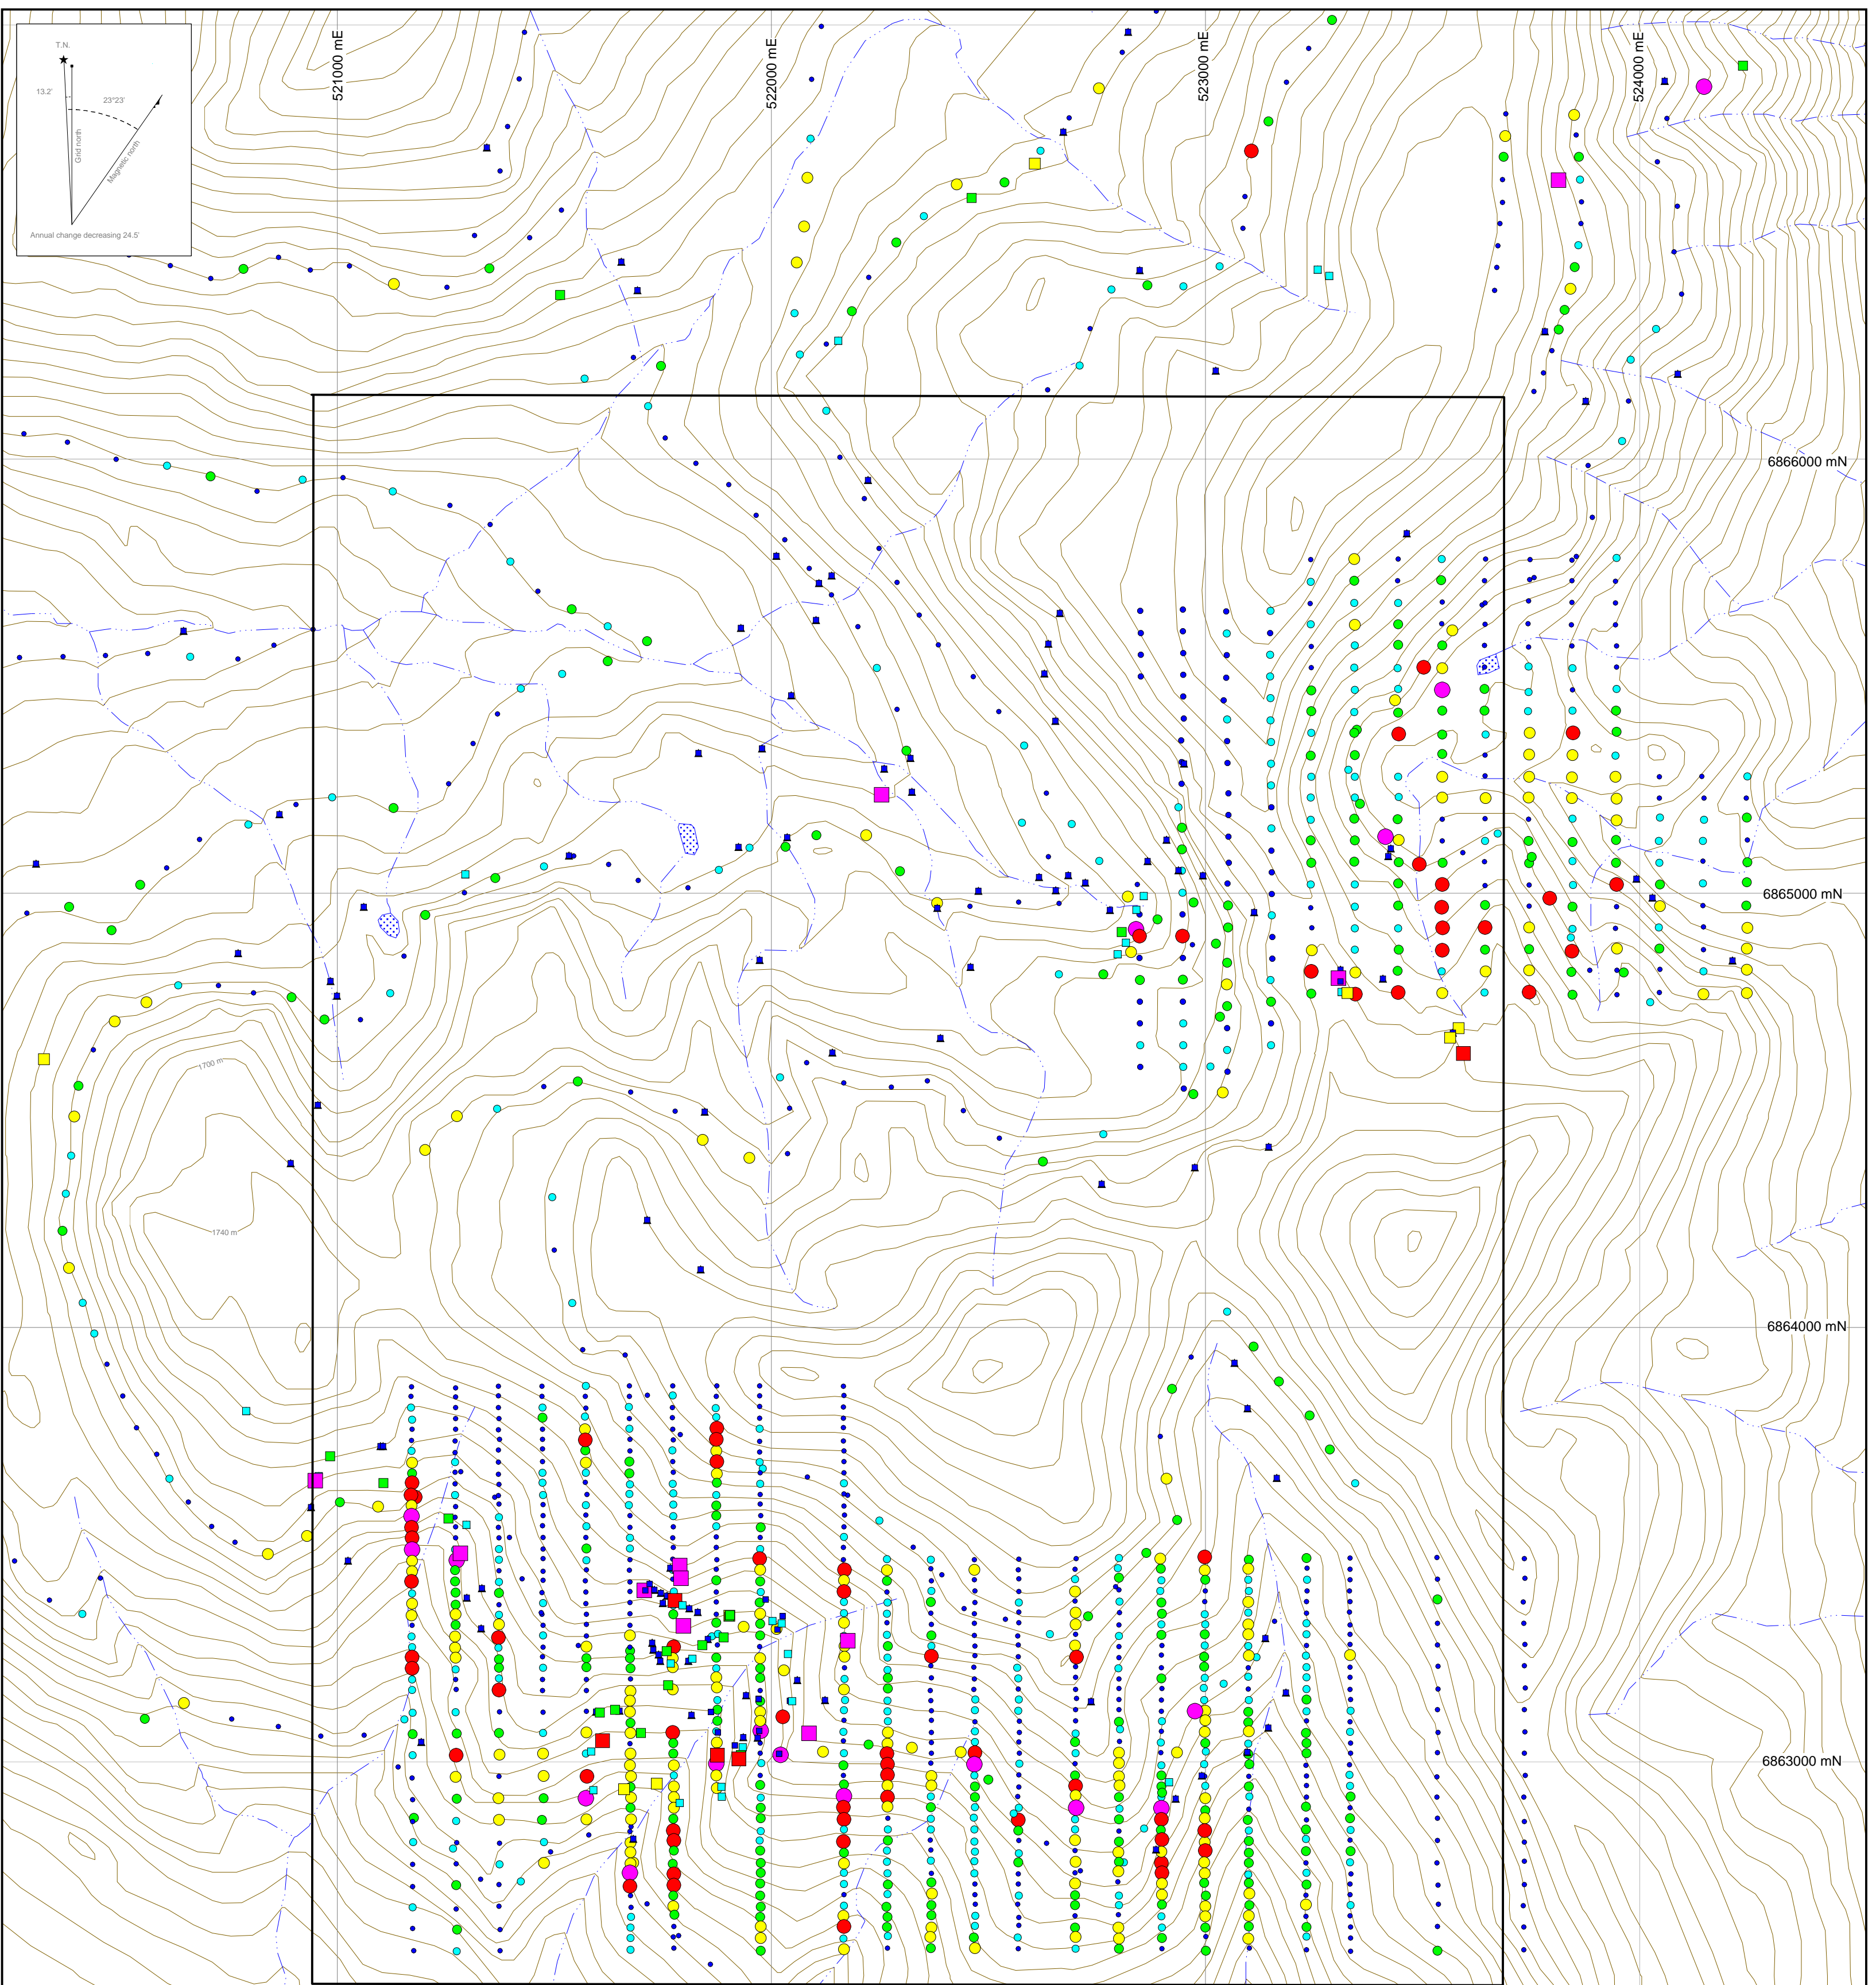 T.N.
13.2'
23°23'
Grid north
Magnetic north
Annual change decreasing 24.5'
521000 mE
522000 mE
523000 mE
524000 mE
6866000 mN
6865000 mN
1700 m
1740 m
6864000 mN
6863000 mN